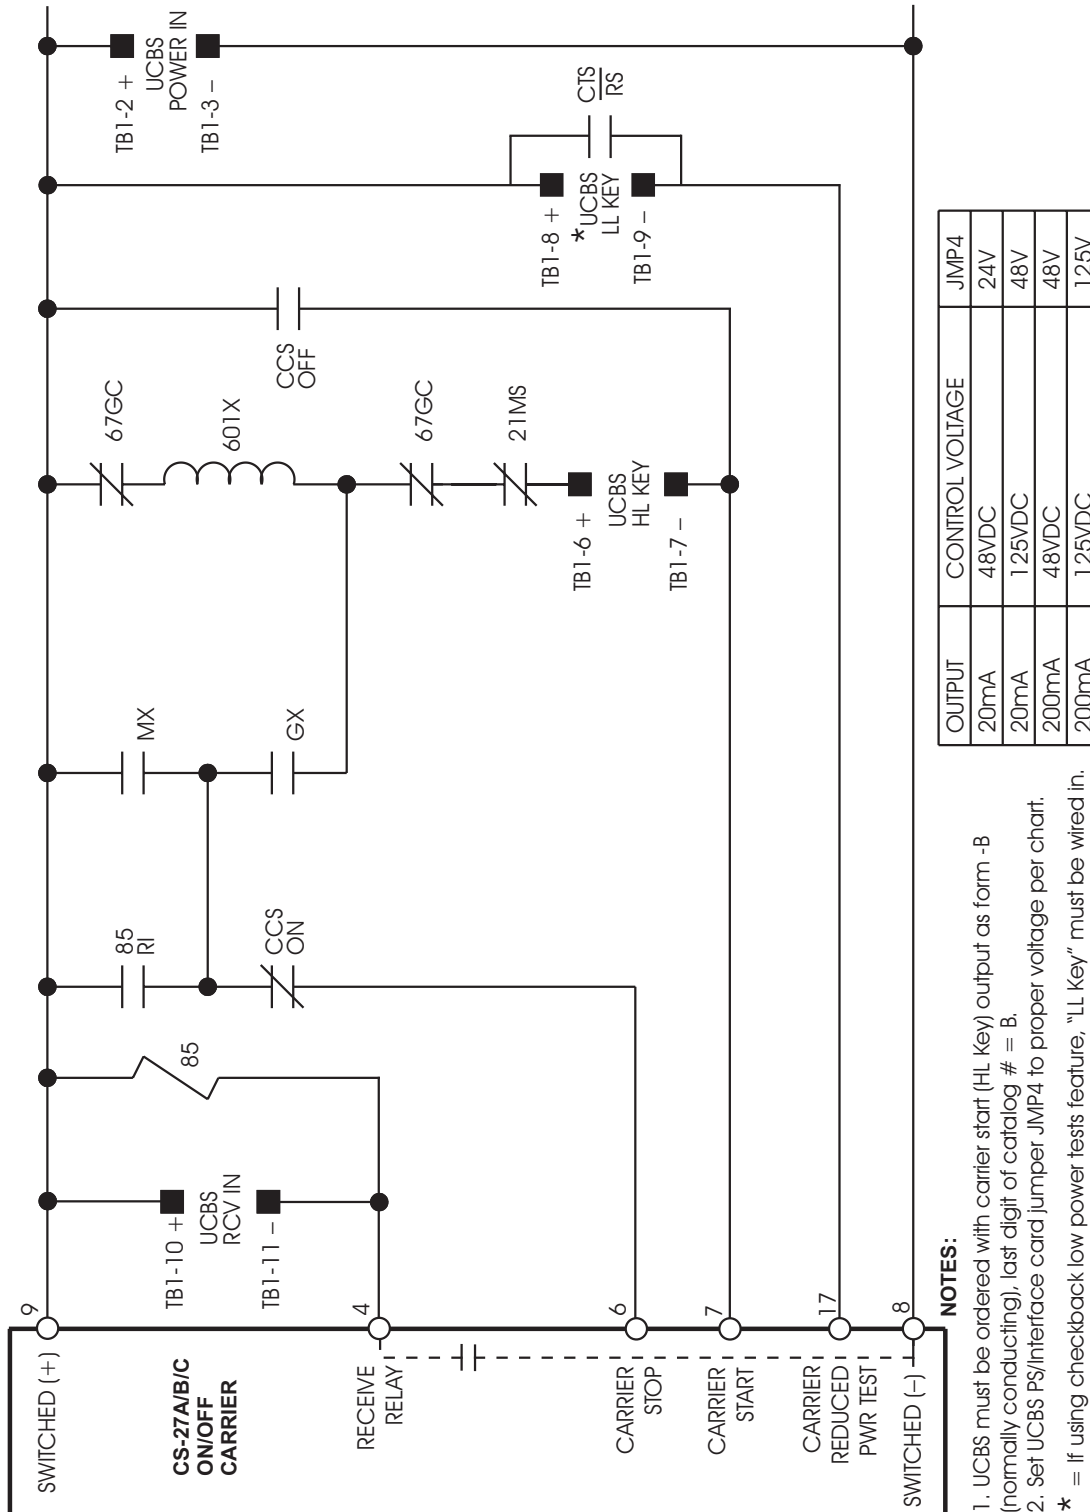 SWITCHED (+)
9
CS-27A/B/C
ON/OFF
CARRIER
RECEIVE
RELAY
4
CARRIER
STOP
6
CARRIER
START
7
CARRIER
REDUCED
PWR TEST
17
SWITCHED (–)
8
TB1-10 +
UCBS
RCV IN
TB1-11 –
85
85
RI
CCS
ON
MX
GX
67GC
601X
67GC
21MS
TB1-6 +
UCBS
HL KEY
TB1-7 –
CCS
OFF
TB1-8 +
*UCBS
LL KEY
TB1-9 –
CTS
RS
TB1-2 +
UCBS
POWER IN
TB1-3 –
NOTES:
1. UCBS must be ordered with carrier start (HL Key) output as form -B
(normally conducting), last digit of catalog # = B.
2. Set UCBS PS/Interface card jumper JMP4 to proper voltage per chart.
* = If using checkback low power tests feature, "LL Key" must be wired in.
OUTPUT CONTROL VOLTAGE JMP4
20mA 48VDC 24V
20mA 125VDC 48V
200mA 48VDC 48V
200mA 125VDC 125V